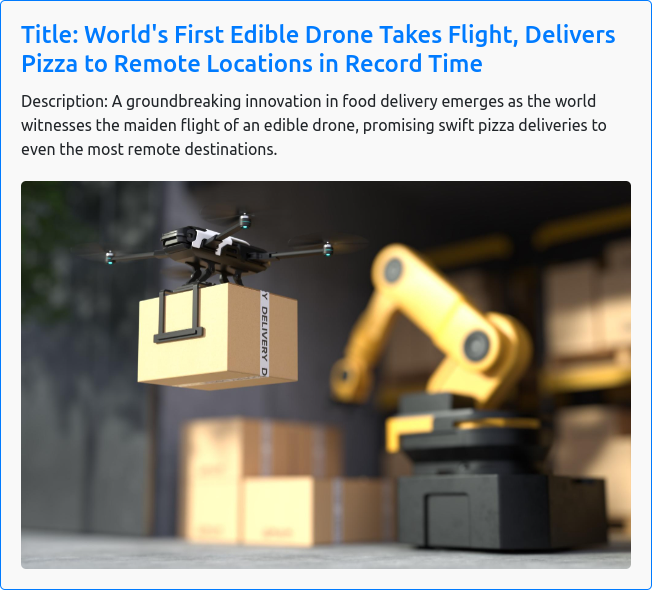 Title: World's First Edible Drone Takes Flight, Delivers
Pizza to Remote Locations in Record Time
Description: A groundbreaking innovation in food delivery emerges as the world
witnesses the maiden flight of an edible drone, promising swift pizza deliveries to
even the most remote destinations.
Y DELIVERY D